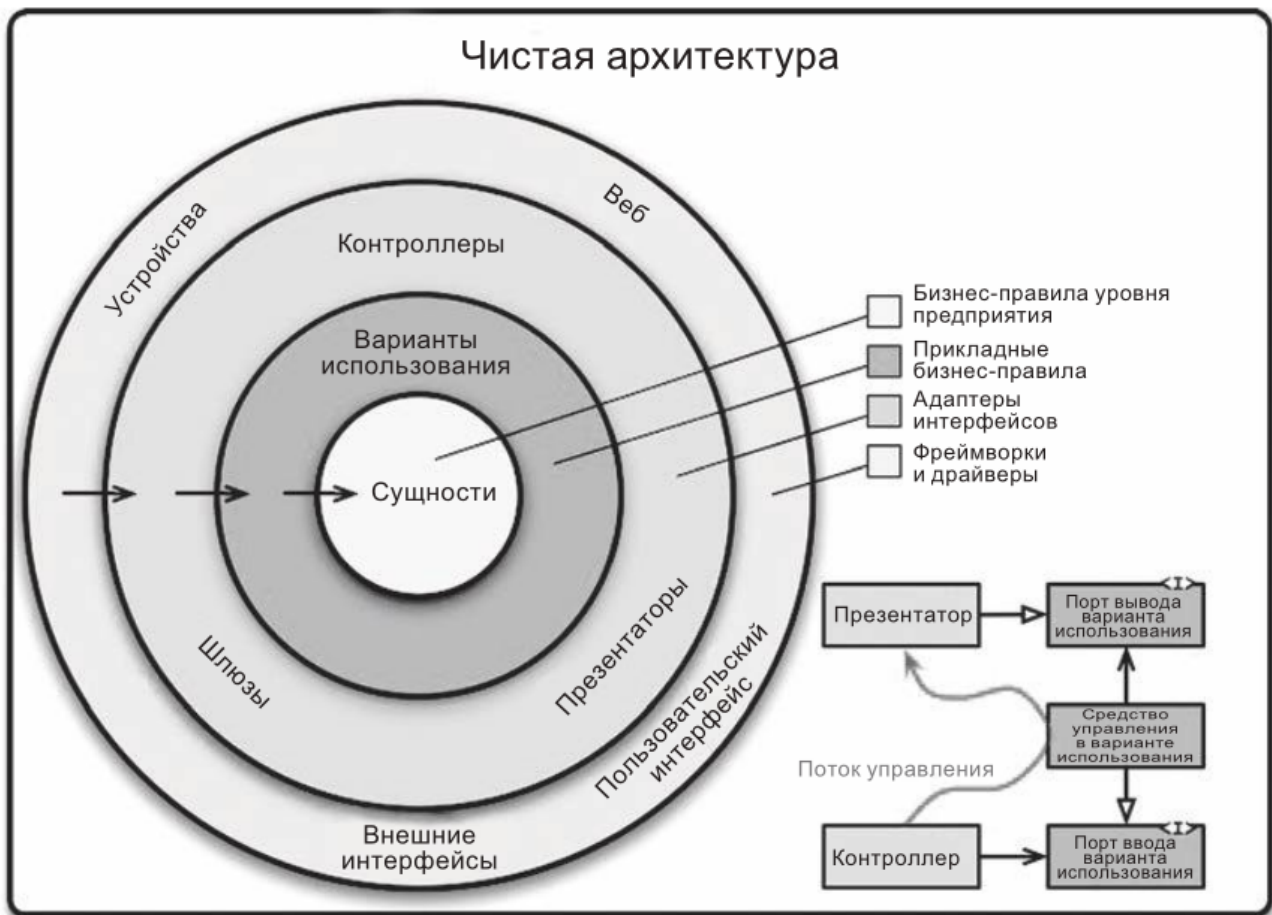 Чистая архитектура
Устройства
Веб
Контроллеры
Варианты
использования
Сущности
Шлюзы
Презентаторы
Пользовательский
интерфейс
Внешние
интерфейсы
Бизнес-правила уровня
предприятия
Прикладные
бизнес-правила
Адаптеры
интерфейсов
Фреймворки
и драйверы
Презентатор
<I>
Порт вывода
варианта
использования
Средство
управления
в варианте
использования
Поток управления
Контроллер
<I>
Порт ввода
варианта
использования